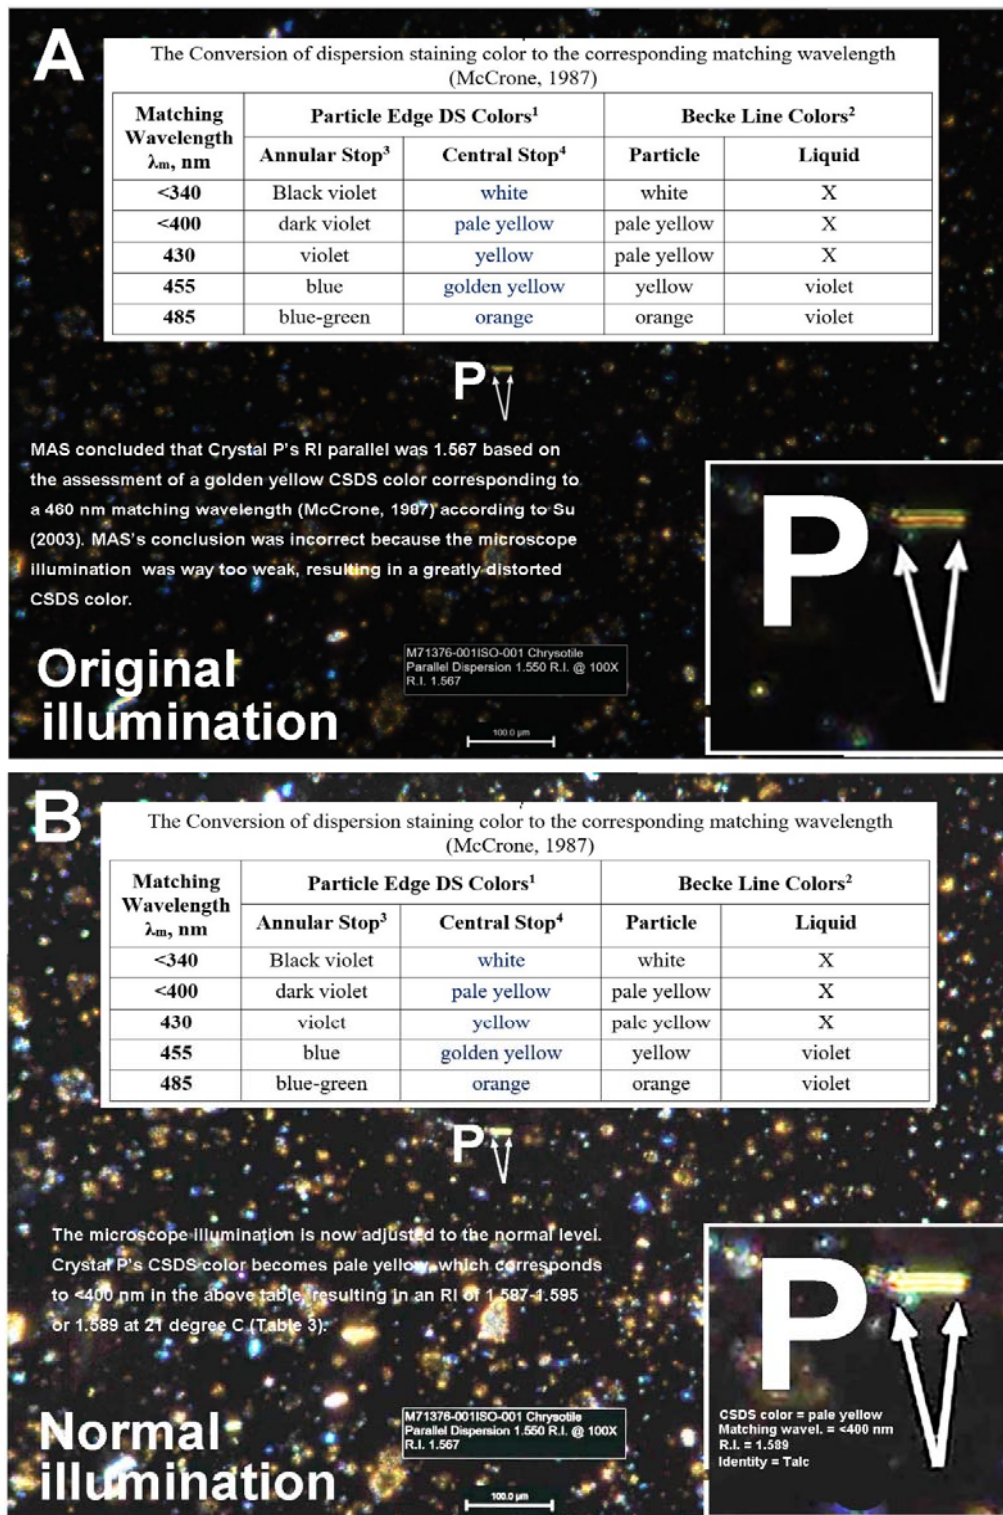 A
The Conversion of dispersion staining color to the corresponding matching wavelength
(McCrone, 1987)
Matching Wavelength λm, nm | Particle Edge DS Colors1 | Becke Line Colors2
Annular Stop3 | Central Stop4 | Particle | Liquid
<340 | Black violet | white | white | X
<400 | dark violet | pale yellow | pale yellow | X
430 | violet | yellow | pale yellow | X
455 | blue | golden yellow | yellow | violet
485 | blue-green | orange | orange | violet
P
MAS concluded that Crystal P's RI parallel was 1.567 based on
the assessment of a golden yellow CSDS color corresponding to
a 460 nm matching wavelength (McCrone, 1987) according to Su
(2003). MAS's conclusion was incorrect because the microscope
illumination was way too weak, resulting in a greatly distorted
CSDS color.
P
Original
illumination
M71376-001ISO-001 Chrysotile
Parallel Dispersion 1.550 R.I. @ 100X
R.I. 1.567
100.0 µm
B
The Conversion of dispersion staining color to the corresponding matching wavelength
(McCrone, 1987)
Matching Wavelength λm, nm | Particle Edge DS Colors1 | Becke Line Colors2
Annular Stop3 | Central Stop4 | Particle | Liquid
<340 | Black violet | white | white | X
<400 | dark violet | pale yellow | pale yellow | X
430 | violet | yellow | pale yellow | X
455 | blue | golden yellow | yellow | violet
485 | blue-green | orange | orange | violet
P
The microscope illumination is now adjusted to the normal level.
Crystal P's CSDS color becomes pale yellow, which corresponds
to <400 nm in the above table, resulting in an RI of 1.587-1.595
or 1.589 at 21 degree C (Table 3).
P
CSDS color = pale yellow
Matching wavel. = <400 nm
R.I. = 1.589
Identity = Talc
Normal
illumination
M71376-001ISO-001 Chrysotile
Parallel Dispersion 1.550 R.I. @ 100X
R.I. 1.567
100.0 µm